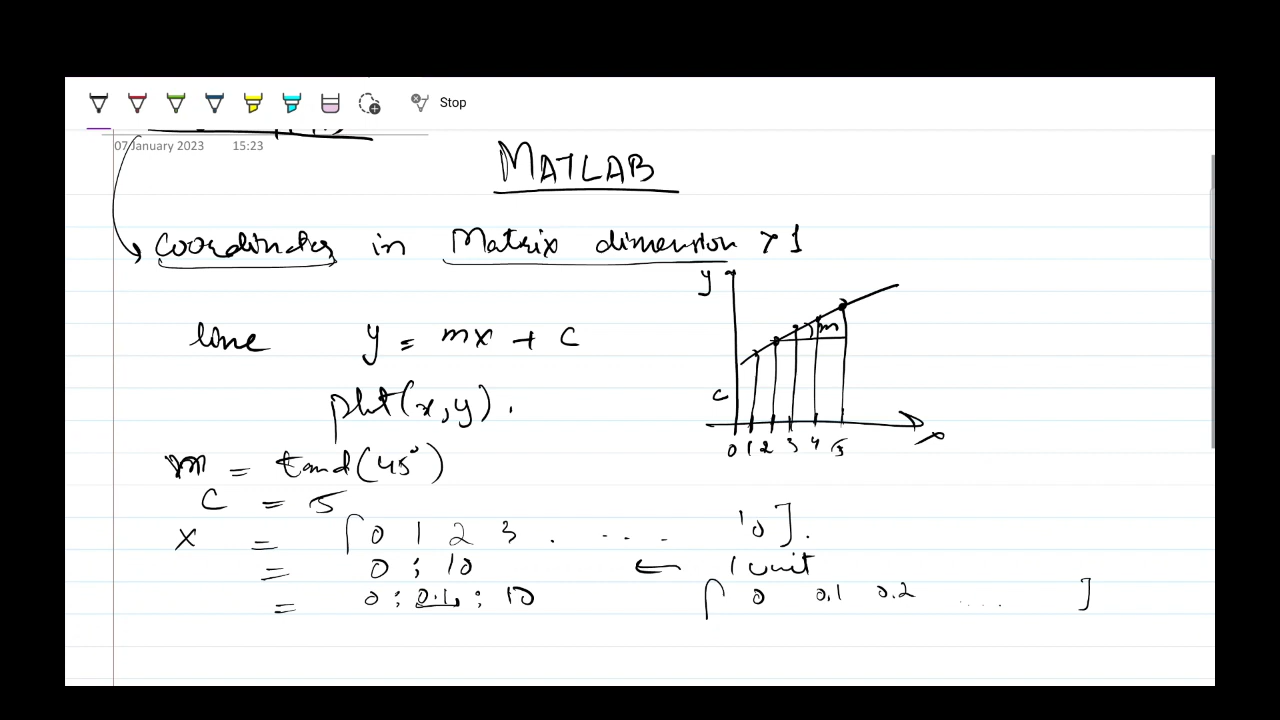 Stop
07 January 2023 15:23
MATLAB
Coordinates in Matrix dimension > 1
y
line y = mx + c
m
c
plot(x,y).
0 1 2 3 4 5
x
m = tand(45°)
c = 5
x = [0 1 2 3 . .... 10].
= 0 : 10 ← 1 unit
= 0 : 0.1 : 10 [ 0 0.1 0.2 .... ]